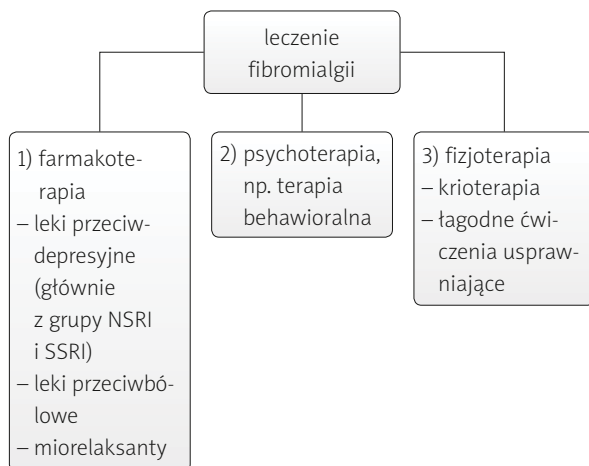 leczenie
fibromialgii
1) farmakote-
rapia
– leki przeciw-
depresyjne
(głównie
z grupy NSRI
i SSRI)
– leki przeciwbó-
lowe
– miorelaksanty
2) psychoterapia,
np. terapia
behawioralna
3) fizjoterapia
– krioterapia
– łagodne ćwi-
czenia uspraw-
niające